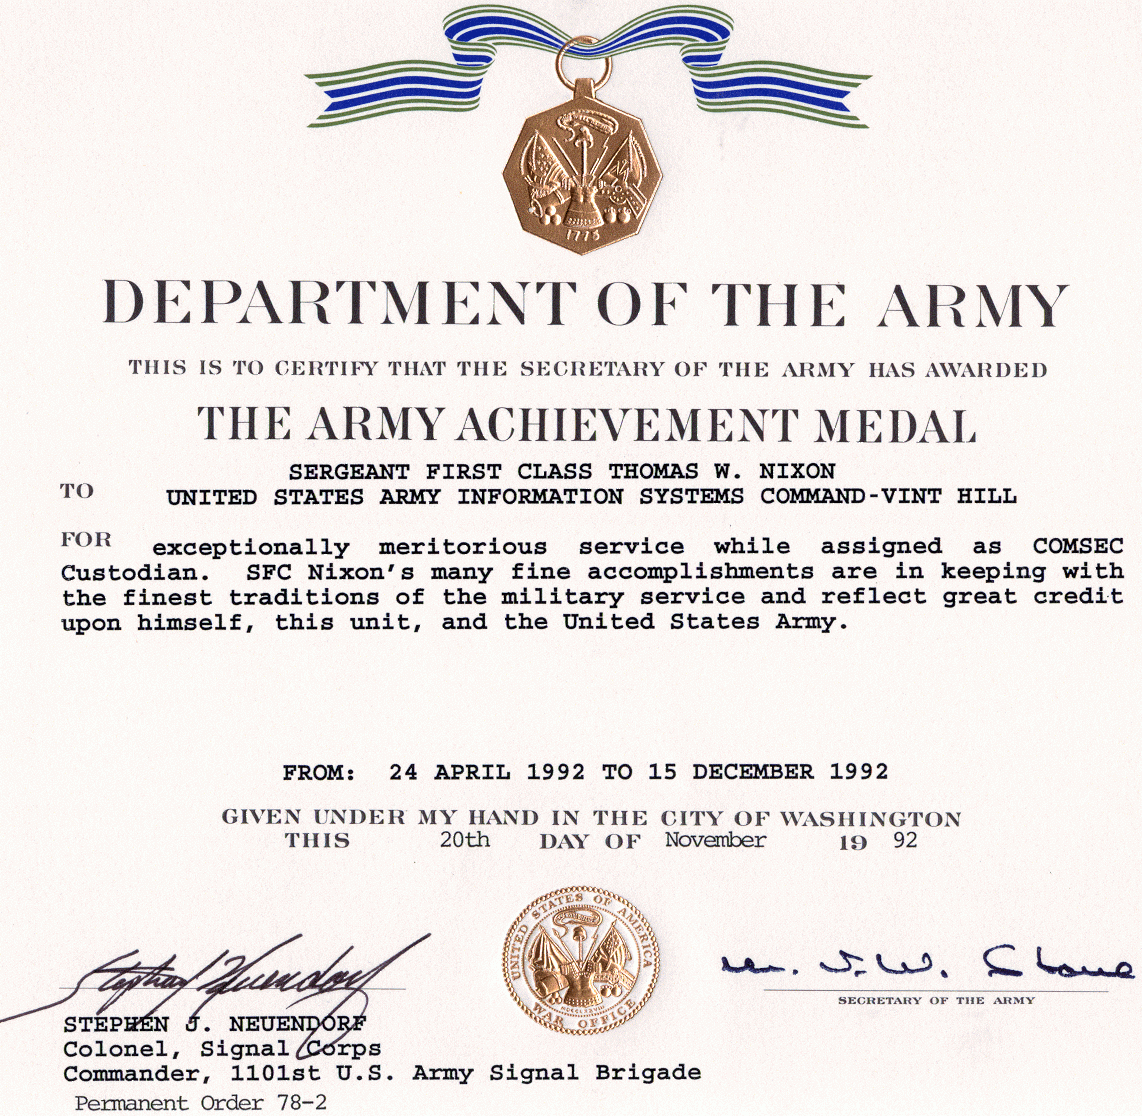 1775
DEPARTMENT OF THE ARMY
THIS IS TO CERTIFY THAT THE SECRETARY OF THE ARMY HAS AWARDED
THE ARMY ACHIEVEMENT MEDAL
SERGEANT FIRST CLASS THOMAS W. NIXON
TO UNITED STATES ARMY INFORMATION SYSTEMS COMMAND-VINT HILL
FOR exceptionally meritorious service while assigned as COMSEC
Custodian. SFC Nixon's many fine accomplishments are in keeping with
the finest traditions of the military service and reflect great credit
upon himself, this unit, and the United States Army.
FROM: 24 APRIL 1992 TO 15 DECEMBER 1992
GIVEN UNDER MY HAND IN THE CITY OF WASHINGTON
THIS 20th DAY OF November 19 92
UNITED STATES OF AMERICA
WAR OFFICE
Stephen J Neuendorf
M. P. W. Stone
SECRETARY OF THE ARMY
STEPHEN J. NEUENDORF
Colonel, Signal Corps
Commander, 1101st U.S. Army Signal Brigade
Permanent Order 78-2